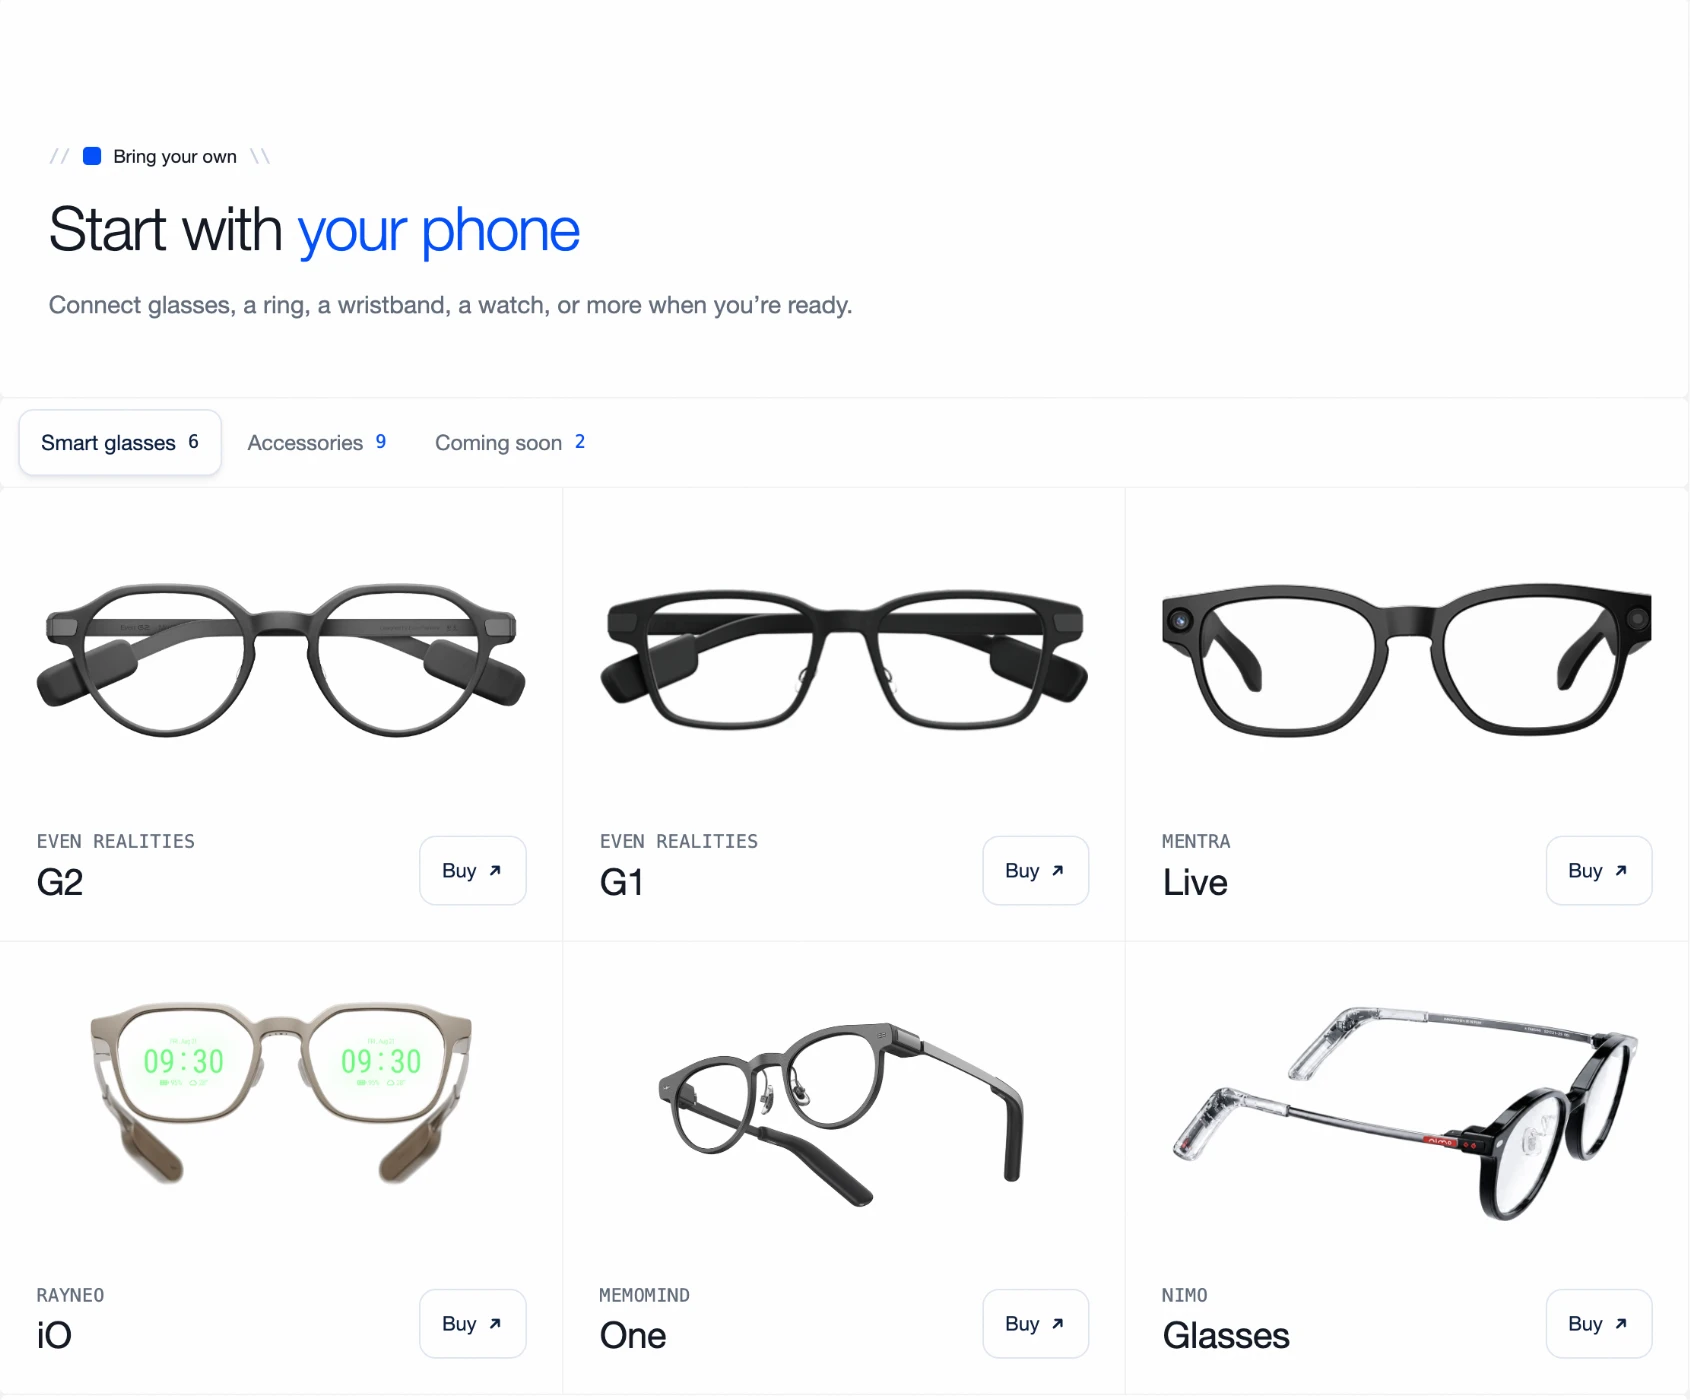 // Bring your own \\
Start with your phone
Connect glasses, a ring, a wristband, a watch, or more when you’re ready.
Smart glasses 6 Accessories 9 Coming soon 2
EVEN REALITIES
G2
Buy ↗
EVEN REALITIES
G1
Buy ↗
MENTRA
Live
Buy ↗
09:30 09:30
RAYNEO
iO
Buy ↗
MEMOMIND
One
Buy ↗
nimo
NIMO
Glasses
Buy ↗